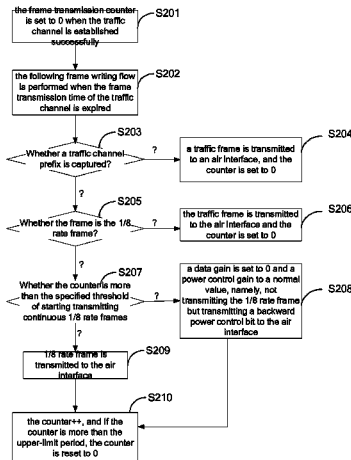 S201
the frame transmission counter
is set to 0 when the traffic
channel is established
successfully
S202
the following frame writing flow
is performed when the frame
transmission time of the traffic
channel is expired
S203
Whether a traffic channel
prefix is captured?
?
S204
a traffic frame is transmitted
to an air interface, and the
counter is set to 0
?
S205
Whether the frame is the 1/8
rate frame?
?
S206
the traffic frame is transmitted
to the air interface and the
counter is set to 0
?
S207
Whether the counter is more
than the specified threshold
of starting transmitting
continuous 1/8 rate frames
?
S208
a data gain is set to 0 and a
power control gain to a normal
value, namely, not
transmitting the 1/8 rate frame
but transmitting a backward
power control bit to the air
interface
?
S209
1/8 rate frame is
transmitted to the air
interface
S210
the counter++, and if the
counter is more than the
upper-limit period, the counter
is reset to 0